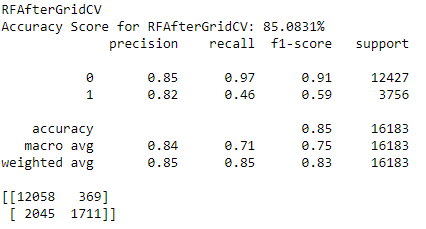 RFAfterGridCV
Accuracy Score for RFAfterGridCV: 85.0831%
precision recall f1-score support
0 0.85 0.97 0.91 12427
1 0.82 0.46 0.59 3756
accuracy 0.85 16183
macro avg 0.84 0.71 0.75 16183
weighted avg 0.85 0.85 0.83 16183
[[12058 369]
[ 2045 1711]]